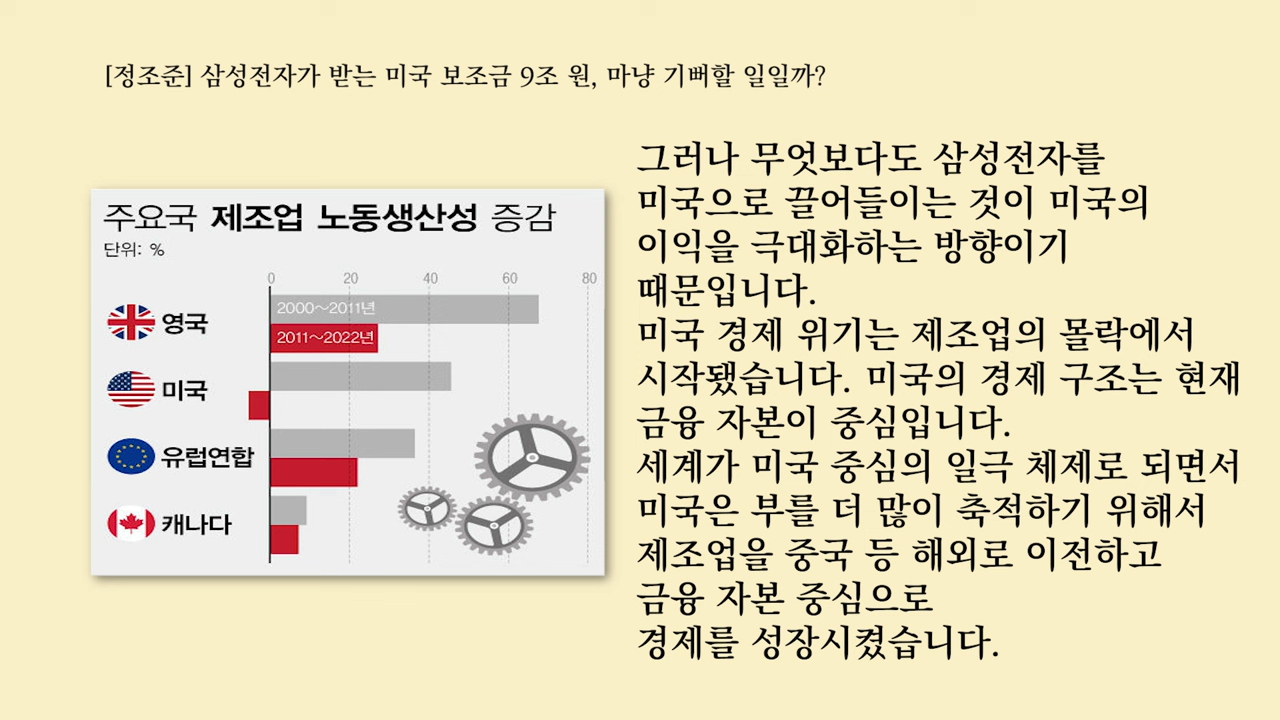 [정조준] 삼성전자가 받는 미국 보조금 9조 원, 마냥 기뻐할 일일까?
주요국 제조업 노동생산성 증감
단위: %
0 20 40 60 80
영국
2000～2011년
2011～2022년
미국
유럽연합
캐나다
그러나 무엇보다도 삼성전자를
미국으로 끌어들이는 것이 미국의
이익을 극대화하는 방향이기
때문입니다.
미국 경제 위기는 제조업의 몰락에서
시작됐습니다. 미국의 경제 구조는 현재
금융 자본이 중심입니다.
세계가 미국 중심의 일극 체제로 되면서
미국은 부를 더 많이 축적하기 위해서
제조업을 중국 등 해외로 이전하고
금융 자본 중심으로
경제를 성장시켰습니다.